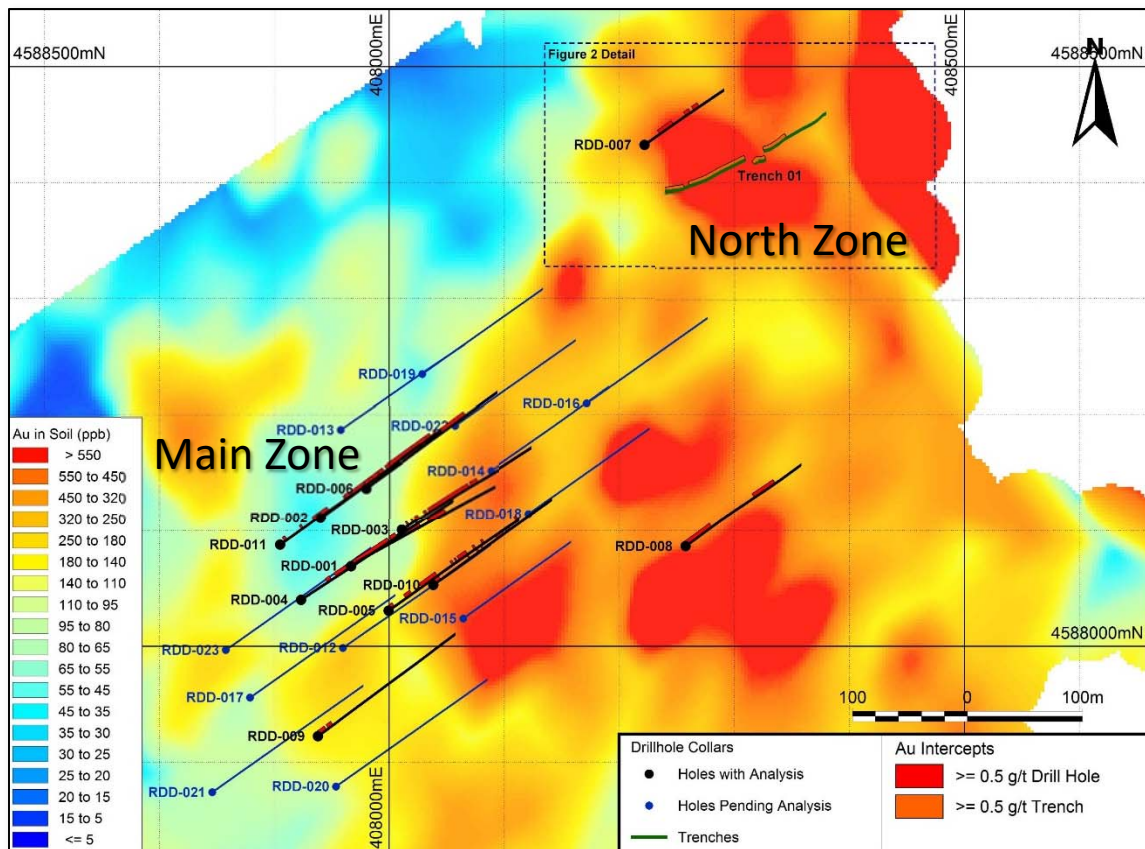 4588500mN
408000mE
Figure 2 Detail
408500mE
4588500mN
N
RDD-007
Trench 01
North Zone
RDD-019
RDD-016
RDD-013
RDD-022
Main Zone
RDD-014
RDD-006
RDD-002
RDD-003
RDD-018
RDD-011
RDD-008
RDD-001
RDD-010
RDD-004
RDD-005
RDD-015
RDD-023
RDD-012
4588000mN
RDD-017
RDD-009
RDD-021
RDD-020
408000mE
100 0 100m
Au in Soil (ppb)
> 550
550 to 450
450 to 320
320 to 250
250 to 180
180 to 140
140 to 110
110 to 95
95 to 80
80 to 65
65 to 55
55 to 45
45 to 35
35 to 30
30 to 25
25 to 20
20 to 15
15 to 5
<= 5
Drillhole Collars
Holes with Analysis
Holes Pending Analysis
Trenches
Au Intercepts
>= 0.5 g/t Drill Hole
>= 0.5 g/t Trench